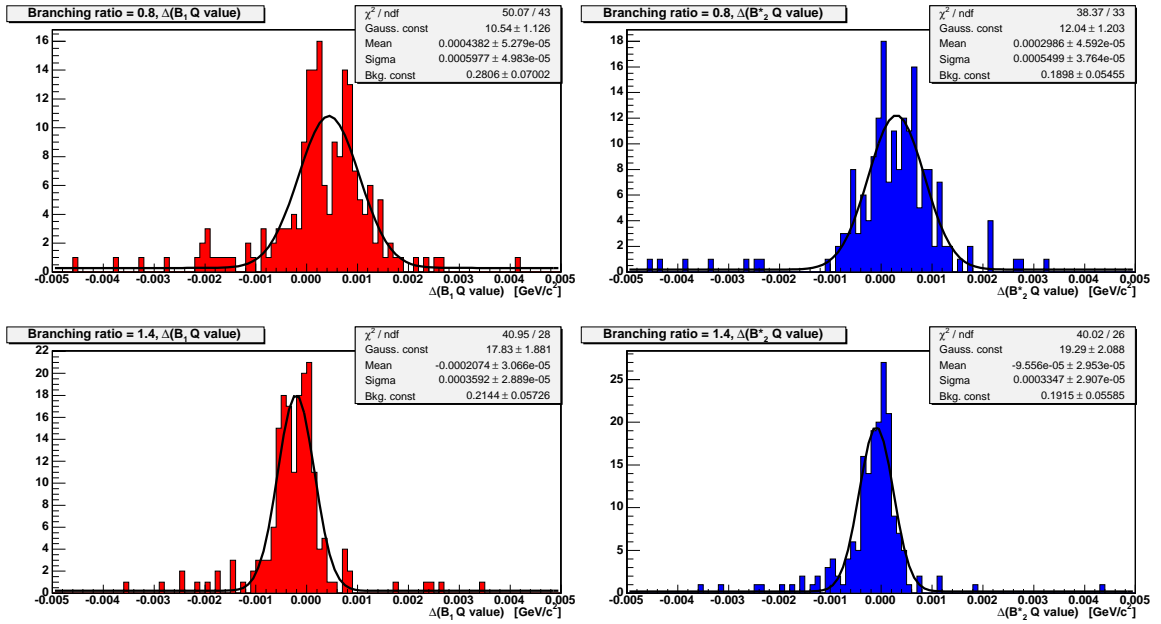 Branching ratio = 0.8, Δ(B₁ Q value)
χ² / ndf 50.07 / 43
Gauss. const 10.54 ± 1.126
Mean 0.0004382 ± 5.279e-05
Sigma 0.0005977 ± 4.983e-05
Bkg. const 0.2806 ± 0.07002
16
14
12
10
8
6
4
2
0
-0.005 -0.004 -0.003 -0.002 -0.001 0.000 0.001 0.002 0.003 0.004 0.005
Δ(B₁ Q value) [GeV/c²]
Branching ratio = 0.8, Δ(B*₂ Q value)
χ² / ndf 38.37 / 33
Gauss. const 12.04 ± 1.203
Mean 0.0002986 ± 4.592e-05
Sigma 0.0005499 ± 3.764e-05
Bkg. const 0.1898 ± 0.05455
18
16
14
12
10
8
6
4
2
0
-0.005 -0.004 -0.003 -0.002 -0.001 0.000 0.001 0.002 0.003 0.004 0.005
Δ(B*₂ Q value) [GeV/c²]
Branching ratio = 1.4, Δ(B₁ Q value)
χ² / ndf 40.95 / 28
Gauss. const 17.83 ± 1.881
Mean -0.0002074 ± 3.066e-05
Sigma 0.0003592 ± 2.889e-05
Bkg. const 0.2144 ± 0.05726
22
20
18
16
14
12
10
8
6
4
2
0
-0.005 -0.004 -0.003 -0.002 -0.001 0.000 0.001 0.002 0.003 0.004 0.005
Δ(B₁ Q value) [GeV/c²]
Branching ratio = 1.4, Δ(B*₂ Q value)
χ² / ndf 40.02 / 26
Gauss. const 19.29 ± 2.088
Mean -9.556e-05 ± 2.953e-05
Sigma 0.0003347 ± 2.907e-05
Bkg. const 0.1915 ± 0.05585
25
20
15
10
5
0
-0.005 -0.004 -0.003 -0.002 -0.001 0.000 0.001 0.002 0.003 0.004 0.005
Δ(B*₂ Q value) [GeV/c²]